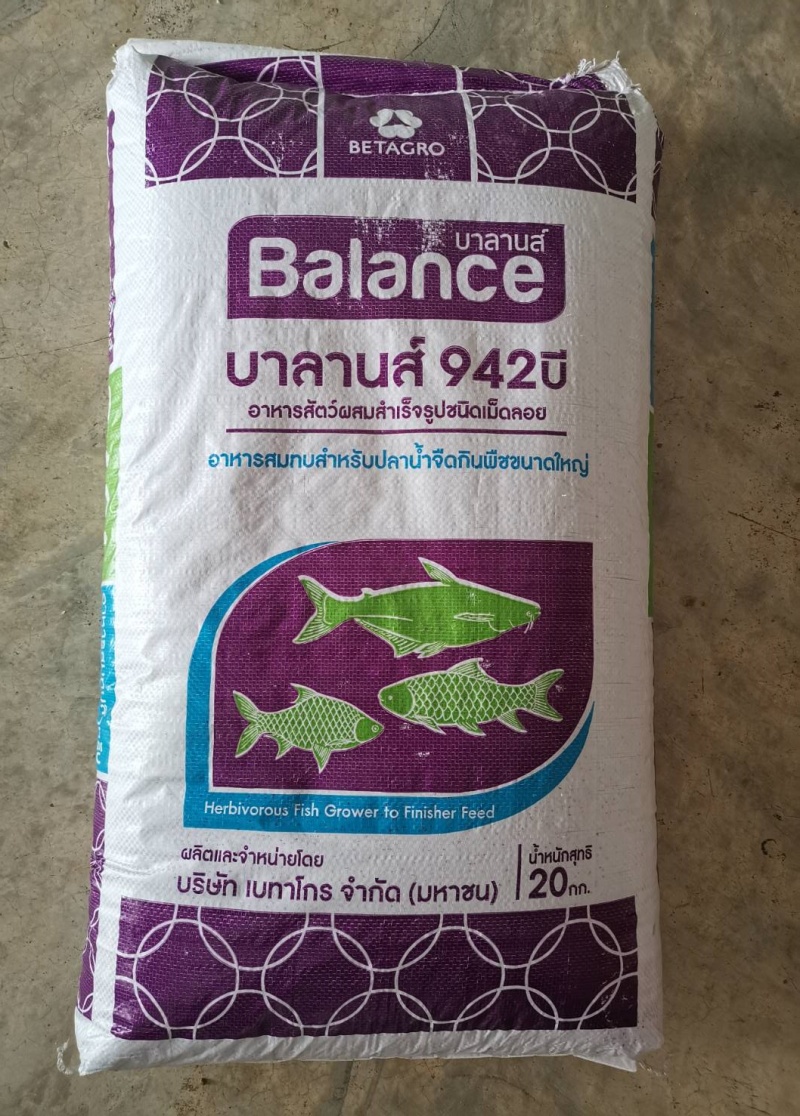 BETAGRO
บาลานส์
Balance
บาลานส์ 942บี
อาหารสัตว์ผสมสำเร็จรูปชนิดเม็ดลอย
อาหารสมทบสำหรับปลาน้ำจืดกินพืชขนาดใหญ่
Herbivorous Fish Grower to Finisher Feed
ผลิตและจำหน่ายโดย
บริษัท เบทาโกร จำกัด (มหาชน)
น้ำหนักสุทธิ
20 กก.